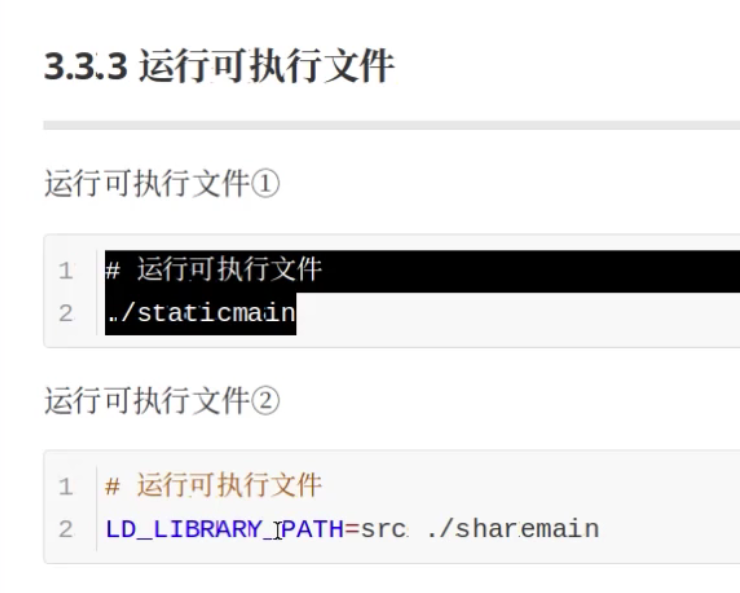 3.3.3 运行可执行文件
运行可执行文件①
1 # 运行可执行文件
2 ./staticmain
运行可执行文件②
1 # 运行可执行文件
2 LD_LIBRARY_PATH=src ./sharemain